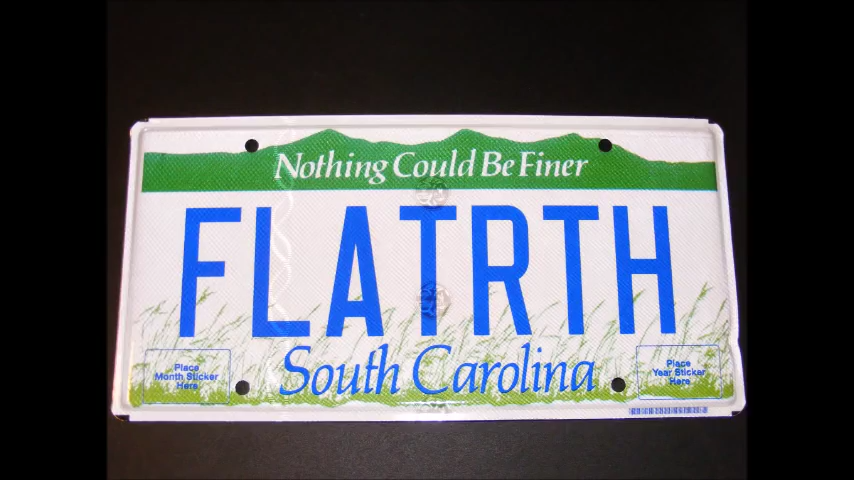 Nothing Could Be Finer
FLATRTH
South Carolina
Place
Month Sticker
Here
Place
Year Sticker
Here